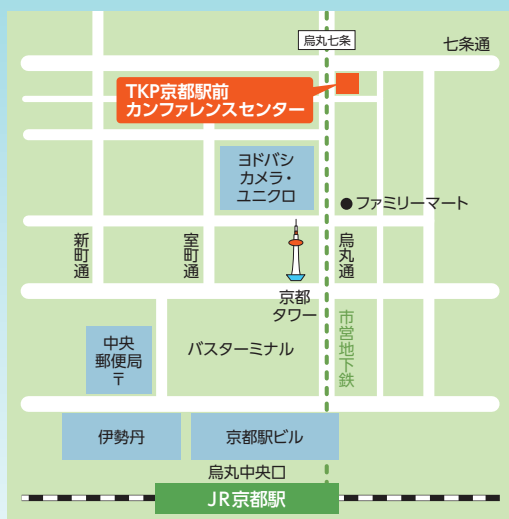 烏丸七条
七条通
TKP京都駅前
カンファレンスセンター
ヨドバシ
カメラ・
ユニクロ
ファミリーマート
新町通
室町通
烏丸通
京都
タワー
市営地下鉄
中央
郵便局
〒
バスターミナル
伊勢丹
京都駅ビル
烏丸中央口
JR京都駅